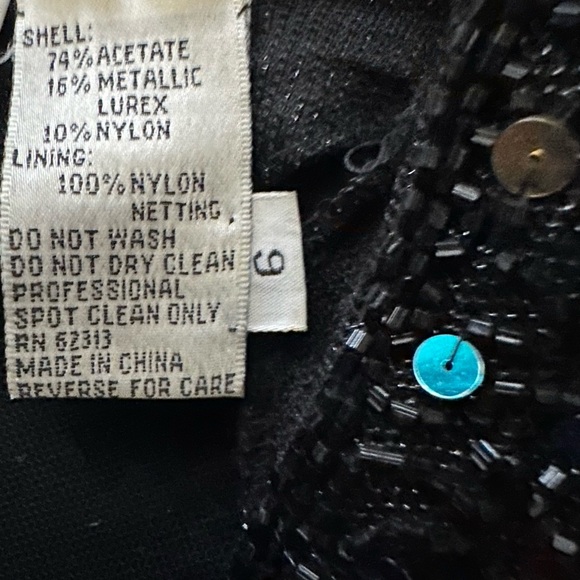 SHELL:
74% ACETATE
16% METALLIC
LUREX
10% NYLON
LINING:
100% NYLON
NETTING,
DO NOT WASH
DO NOT DRY CLEAN
PROFESSIONAL
SPOT CLEAN ONLY
RN 62313
MADE IN CHINA
REVERSE FOR CARE
6